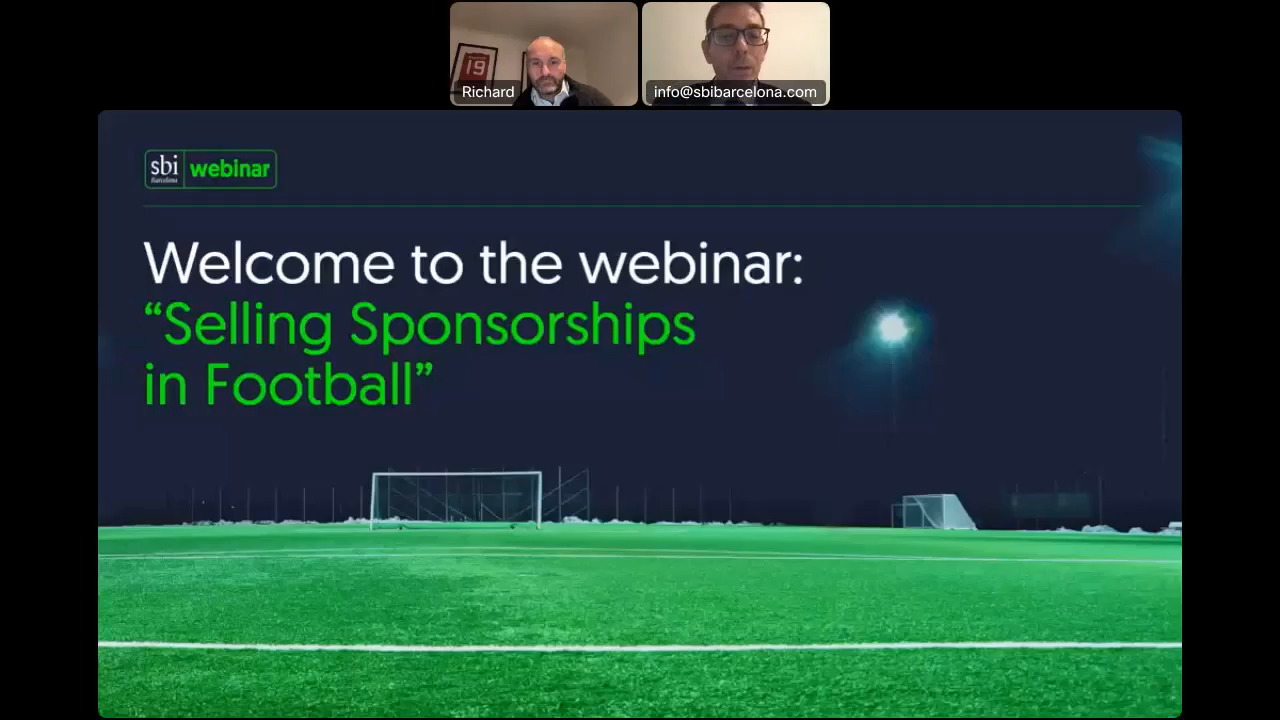 19
Richard
info@sbibarcelona.com
sbi
Barcelona
webinar
Welcome to the webinar:
“Selling Sponsorships
in Football”